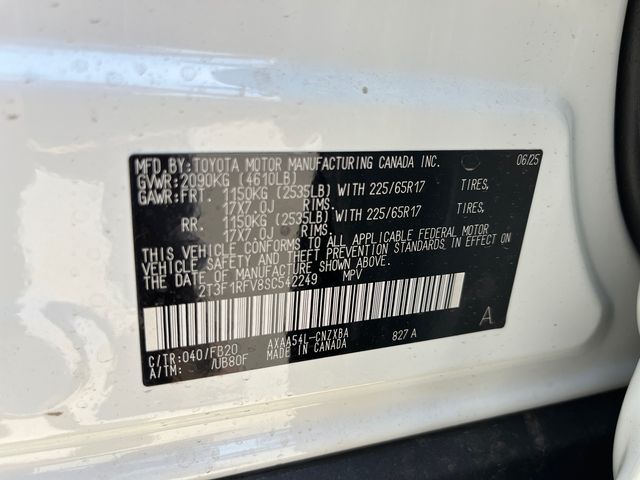 MFD.BY:TOYOTA MOTOR MANUFACTURING CANADA INC. 06/25
GVWR:2090KG (4610LB)
GAWR:FRT. 1150KG (2535LB) WITH 225/65R17 TIRES,
17X7.0J RIMS.
RR. 1150KG (2535LB) WITH 225/65R17 TIRES,
17X7.0J RIMS.
THIS VEHICLE CONFORMS TO ALL APPLICABLE FEDERAL MOTOR
VEHICLE SAFETY AND THEFT PREVENTION STANDARDS IN EFFECT ON
THE DATE OF MANUFACTURE SHOWN ABOVE.
2T3F1RFV8SC542249 MPV
C/TR:040/FB20 AXAA54L-CNZXBA 827 A A
A/TM: /UB80F MADE IN CANADA